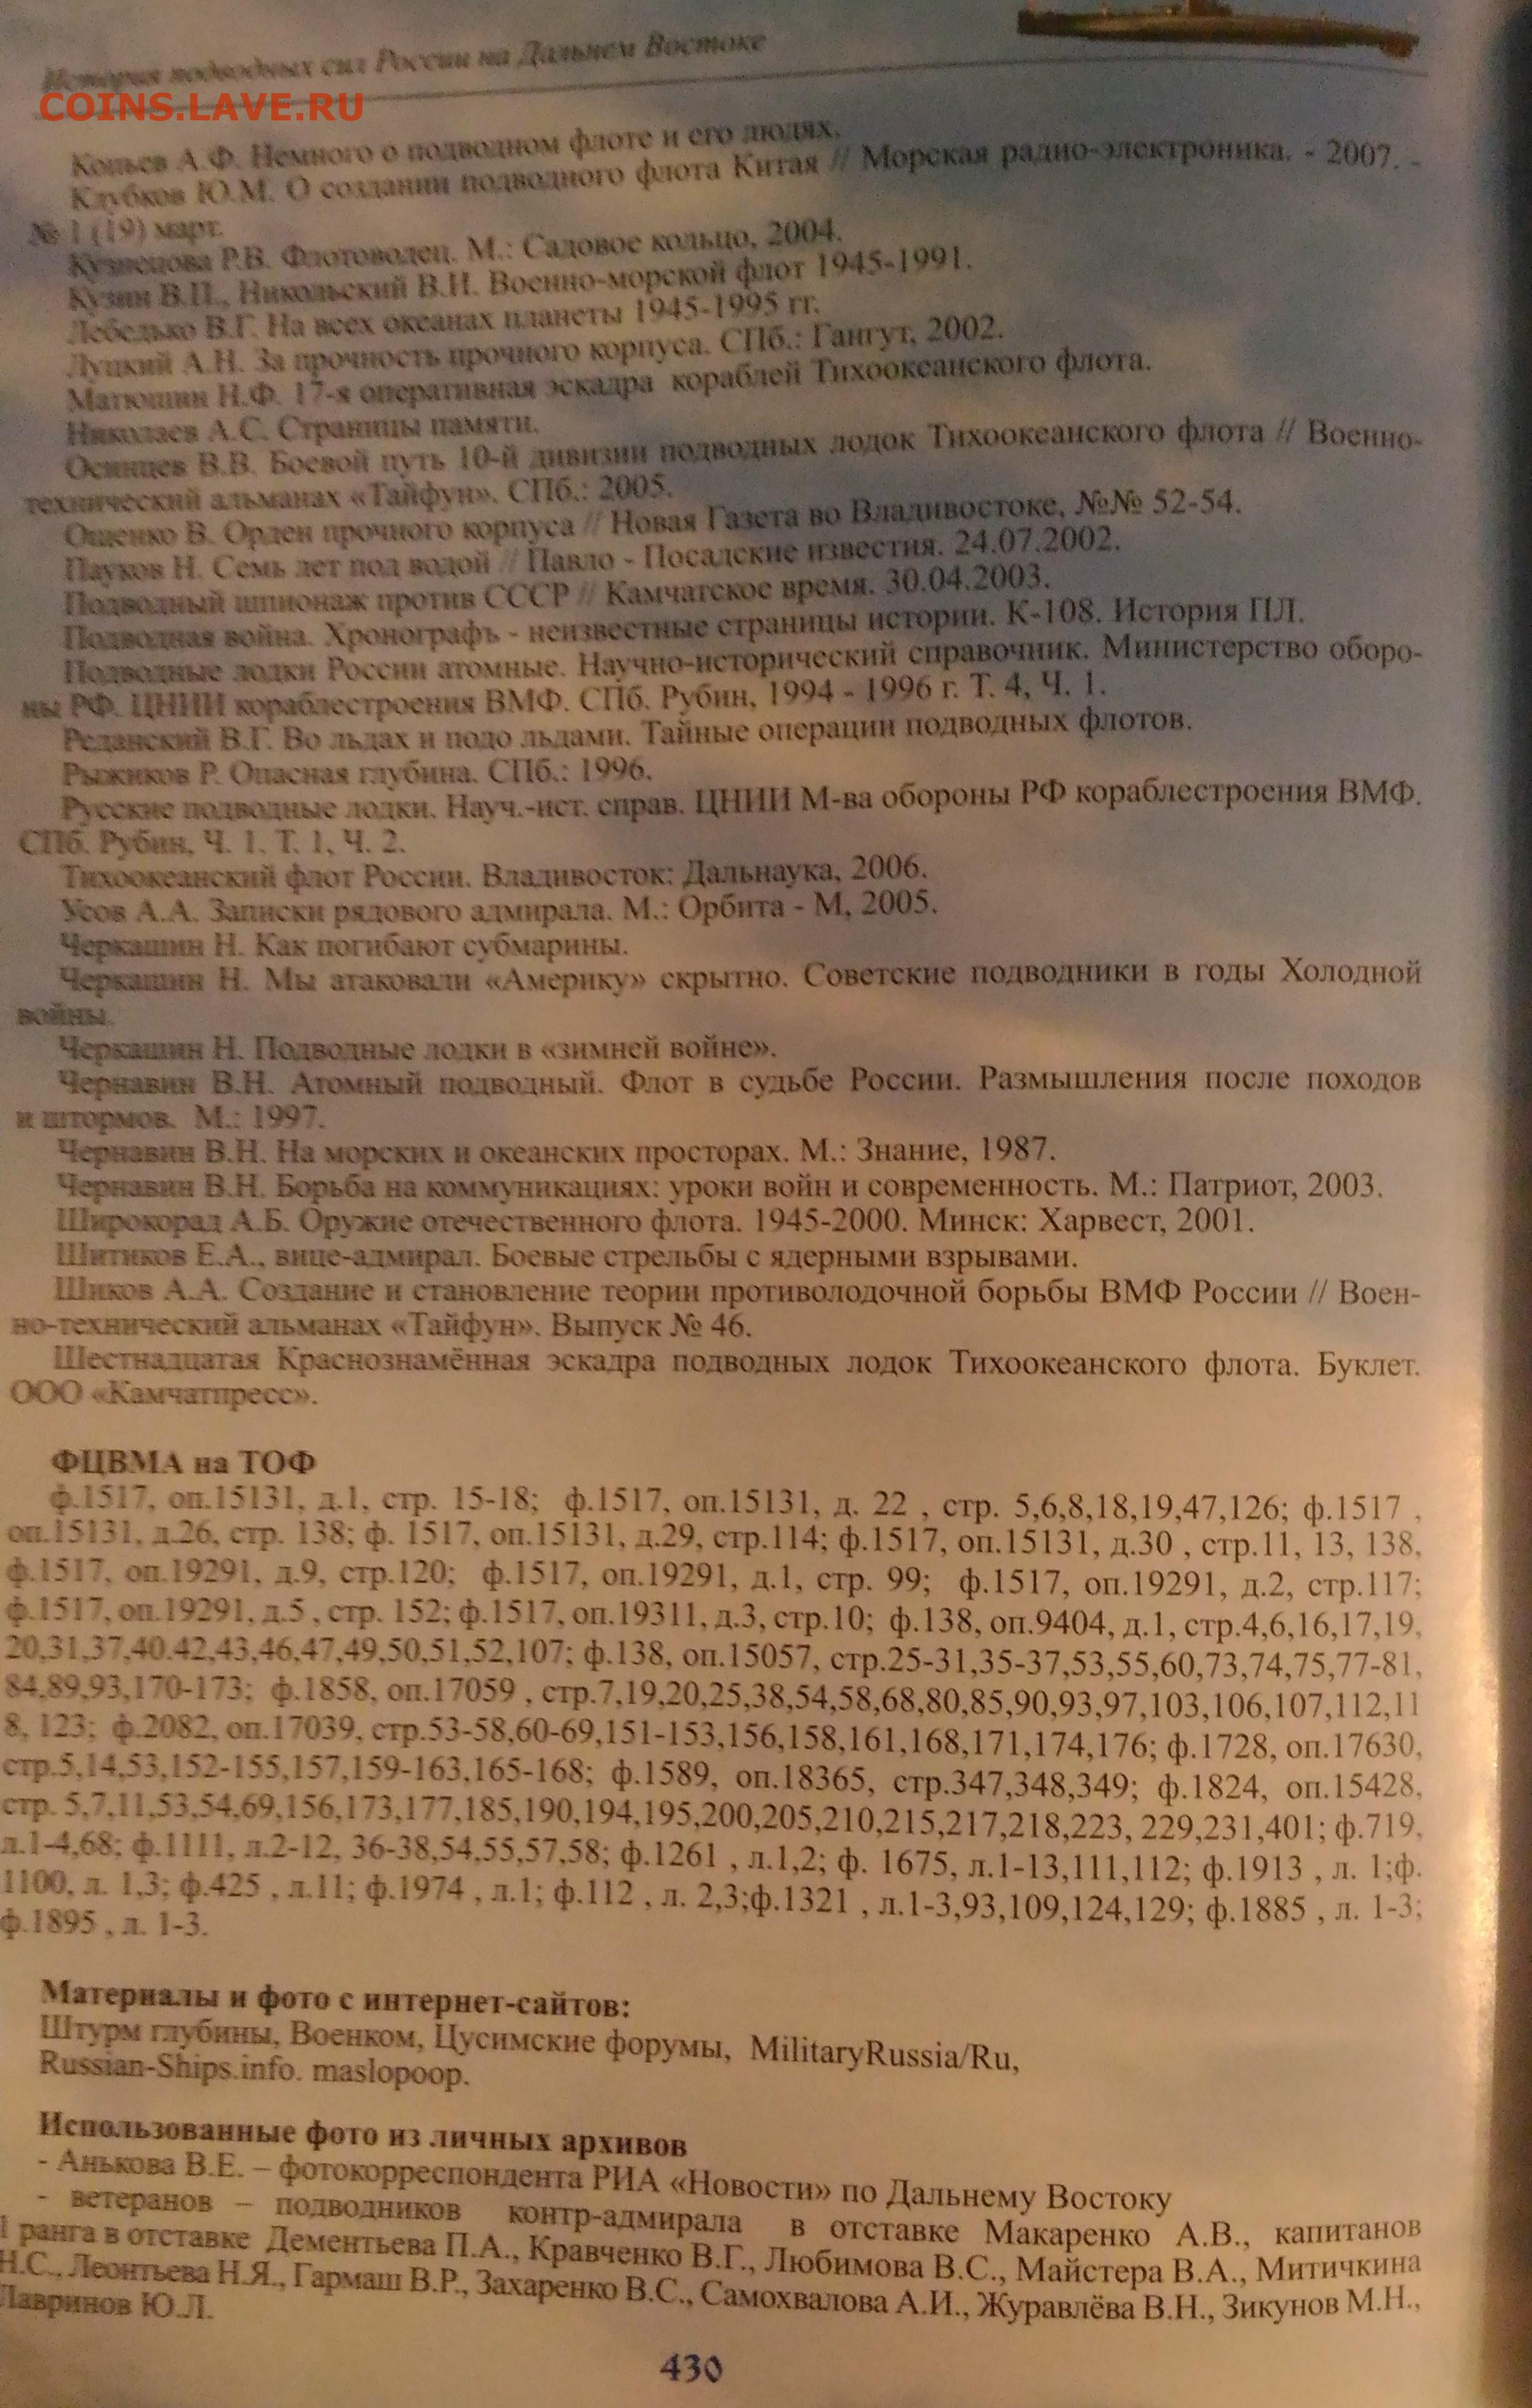 История подводных сил России на Дальнем Востоке
COINS.LAVE.RU
Копьев А.Ф. Немного о подводном флоте и его людях.
Клубков Ю.М. О создании подводного флота Китая // Морская радио-электроника. - 2007. -
№ 1 (19) март.
Кузнецова Р.В. Флотоводец. М.: Садовое кольцо, 2004.
Кузин В.П., Никольский В.И. Военно-морской флот 1945-1991.
Лебедько В.Г. На всех океанах планеты 1945-1995 гг.
Луцкий А.Н. За прочность прочного корпуса. СПб.: Гангут, 2002.
Матюшин Н.Ф. 17-я оперативная эскадра кораблей Тихоокеанского флота.
Николаев А.С. Страницы памяти.
Осинцев В.В. Боевой путь 10-й дивизии подводных лодок Тихоокеанского флота // Военно-
технический альманах «Тайфун». СПб.: 2005.
Ощенко В. Орден прочного корпуса // Новая Газета во Владивостоке, №№ 52-54.
Пауков Н. Семь лет под водой // Павло - Посадские известия. 24.07.2002.
Подводный шпионаж против СССР // Камчатское время. 30.04.2003.
Подводная война. Хронографъ - неизвестные страницы истории. К-108. История ПЛ.
Подводные лодки России атомные. Научно-исторический справочник. Министерство оборо-
ны РФ. ЦНИИ кораблестроения ВМФ. СПб. Рубин, 1994 - 1996 г. Т. 4, Ч. 1.
Реданский В.Г. Во льдах и подо льдами. Тайные операции подводных флотов.
Рыжиков Р. Опасная глубина. СПб.: 1996.
Русские подводные лодки. Науч.-ист. справ. ЦНИИ М-ва обороны РФ кораблестроения ВМФ.
СПб. Рубин, Ч. 1. Т. 1, Ч. 2.
Тихоокеанский флот России. Владивосток: Дальнаука, 2006.
Усов А.А. Записки рядового адмирала. М.: Орбита - М, 2005.
Черкашин Н. Как погибают субмарины.
Черкашин Н. Мы атаковали «Америку» скрытно. Советские подводники в годы Холодной
войны.
Черкашин Н. Подводные лодки в «зимней войне».
Чернавин В.Н. Атомный подводный. Флот в судьбе России. Размышления после походов
и штормов. М.: 1997.
Чернавин В.Н. На морских и океанских просторах. М.: Знание, 1987.
Чернавин В.Н. Борьба на коммуникациях: уроки войн и современность. М.: Патриот, 2003.
Широкорад А.Б. Оружие отечественного флота. 1945-2000. Минск: Харвест, 2001.
Шитиков Е.А., вице-адмирал. Боевые стрельбы с ядерными взрывами.
Шиков А.А. Создание и становление теории противолодочной борьбы ВМФ России // Воен-
но-технический альманах «Тайфун». Выпуск № 46.
Шестнадцатая Краснознамённая эскадра подводных лодок Тихоокеанского флота. Буклет.
ООО «Камчатпресс».
ФЦВМА на ТОФ
ф.1517, оп.15131, д.1, стр. 15-18; ф.1517, оп.15131, д. 22 , стр. 5,6,8,18,19,47,126; ф.1517 ,
оп.15131, д.26, стр. 138; ф. 1517, оп.15131, д.29, стр.114; ф.1517, оп.15131, д.30 , стр.11, 13, 138,
ф.1517, оп.19291, д.9, стр.120; ф.1517, оп.19291, д.1, стр. 99; ф.1517, оп.19291, д.2, стр.117;
ф.1517, оп.19291, д.5 , стр. 152; ф.1517, оп.19311, д.3, стр.10; ф.138, оп.9404, д.1, стр.4,6,16,17,19,
20,31,37,40.42,43,46,47,49,50,51,52,107; ф.138, оп.15057, стр.25-31,35-37,53,55,60,73,74,75,77-81,
84,89,93,170-173; ф.1858, оп.17059 , стр.7,19,20,25,38,54,58,68,80,85,90,93,97,103,106,107,112,11
8, 123; ф.2082, оп.17039, стр.53-58,60-69,151-153,156,158,161,168,171,174,176; ф.1728, оп.17630,
стр.5,14,53,152-155,157,159-163,165-168; ф.1589, оп.18365, стр.347,348,349; ф.1824, оп.15428,
стр. 5,7,11,53,54,69,156,173,177,185,190,194,195,200,205,210,215,217,218,223, 229,231,401; ф.719,
л.1-4,68; ф.1111, л.2-12, 36-38,54,55,57,58; ф.1261 , л.1,2; ф. 1675, л.1-13,111,112; ф.1913 , л. 1;ф.
1100, л. 1,3; ф.425 , л.11; ф.1974 , л.1; ф.112 , л. 2,3;ф.1321 , л.1-3,93,109,124,129; ф.1885 , л. 1-3;
ф.1895 , л. 1-3.
Материалы и фото с интернет-сайтов:
Штурм глубины, Военком, Цусимские форумы, MilitaryRussia/Ru,
Russian-Ships.info. maslopoop.
Использованные фото из личных архивов
- Анькова В.Е. – фотокорреспондента РИА «Новости» по Дальнему Востоку
- ветеранов – подводников контр-адмирала в отставке Макаренко А.В., капитанов
1 ранга в отставке Дементьева П.А., Кравченко В.Г., Любимова В.С., Майстера В.А., Митичкина
Н.С., Леонтьева Н.Я., Гармаш В.Р., Захаренко В.С., Самохвалова А.И., Журавлёва В.Н., Зикунов М.Н.,
Лавринов Ю.Л.
430